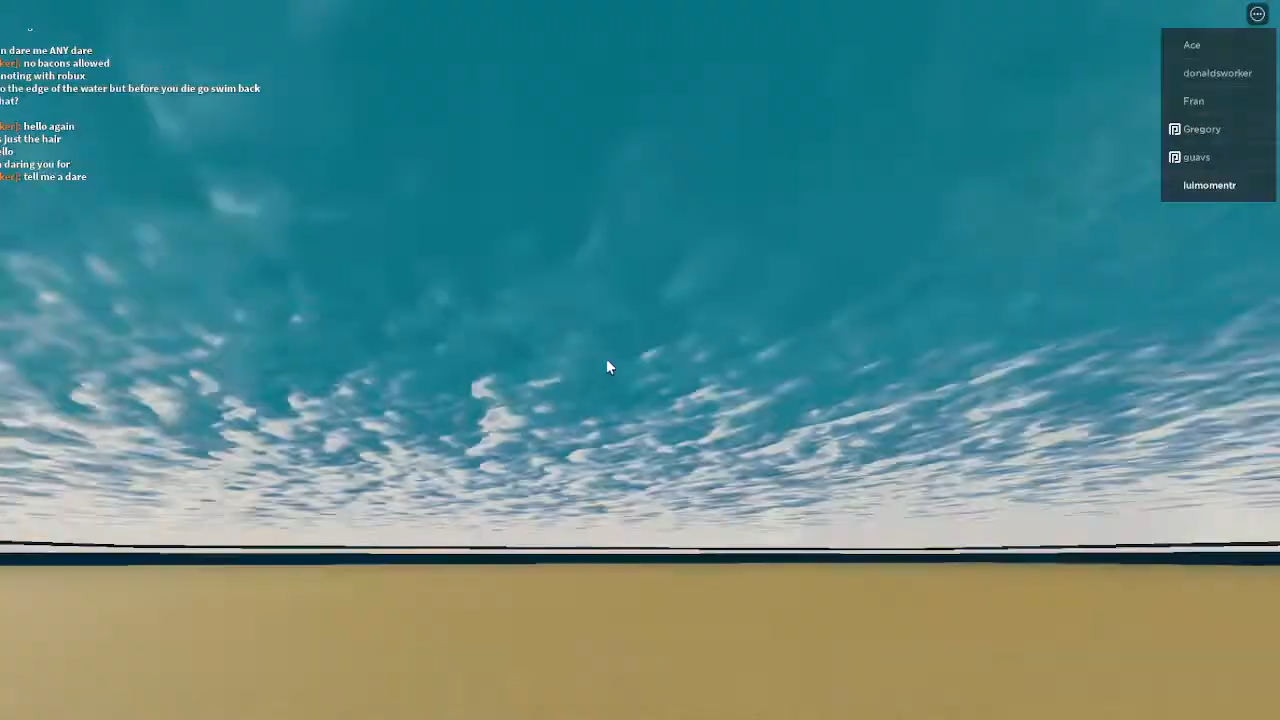 n dare me ANY dare
ker]: no bacons allowed
noting with robux
o the edge of the water but before you die go swim back
hat?
ker]: hello again
s just the hair
ello
daring you for
ker]: tell me a dare
Ace
donaldsworker
Fran
Gregory
guavs
lulmomentr